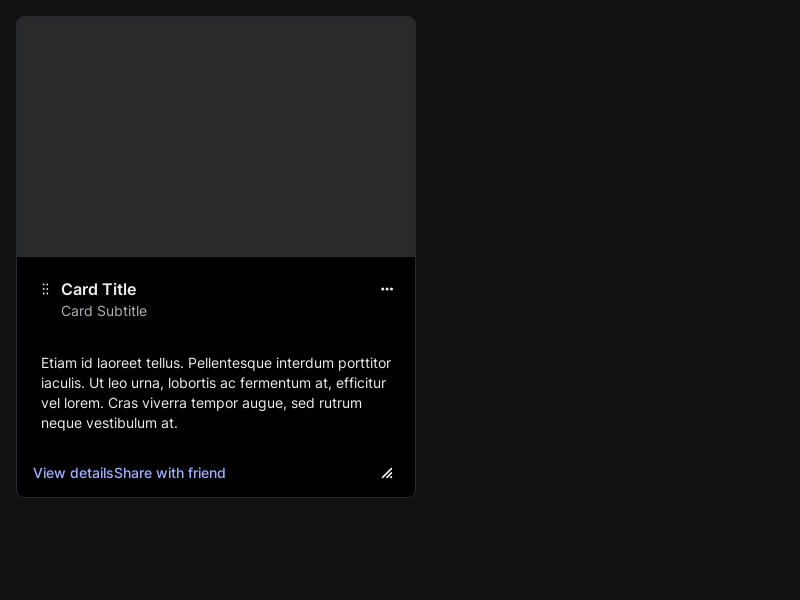 Card Title
Card Subtitle
Etiam id laoreet tellus. Pellentesque interdum porttitor
iaculis. Ut leo urna, lobortis ac fermentum at, efficitur
vel lorem. Cras viverra tempor augue, sed rutrum
neque vestibulum at.
View detailsShare with friend